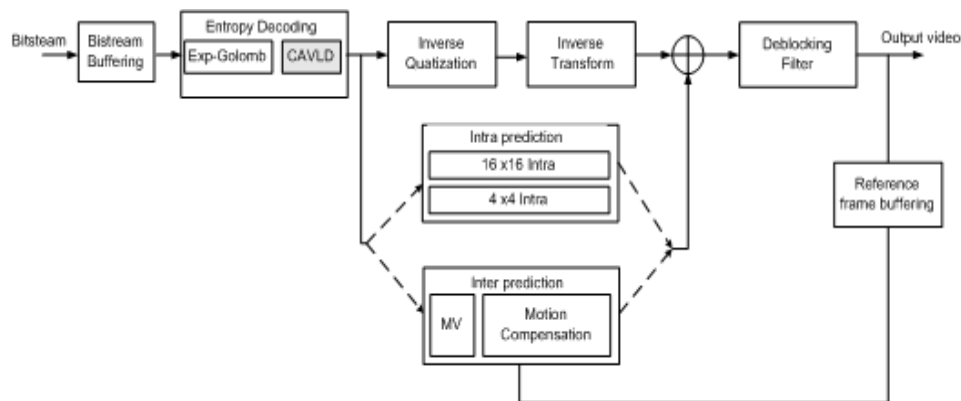 Bitsteam
Bistream
Buffering
Entropy Decoding
Exp-Golomb
CAVLD
Inverse
Quatization
Inverse
Transform
Deblocking
Filter
Output video
Intra prediction
16 x16 Intra
4 x4 Intra
Reference
frame buffering
Inter prediction
MV
Motion
Compensation